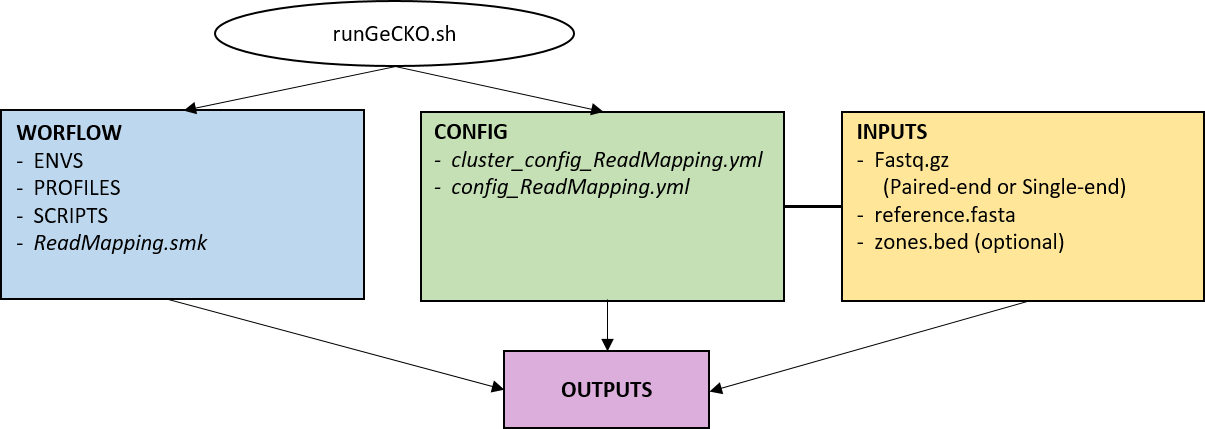 runGeCKO.sh
WORFLOW
- ENVS
- PROFILES
- SCRIPTS
- ReadMapping.smk
CONFIG
- cluster_config_ReadMapping.yml
- config_ReadMapping.yml
INPUTS
- Fastq.gz
(Paired-end or Single-end)
- reference.fasta
- zones.bed (optional)
OUTPUTS